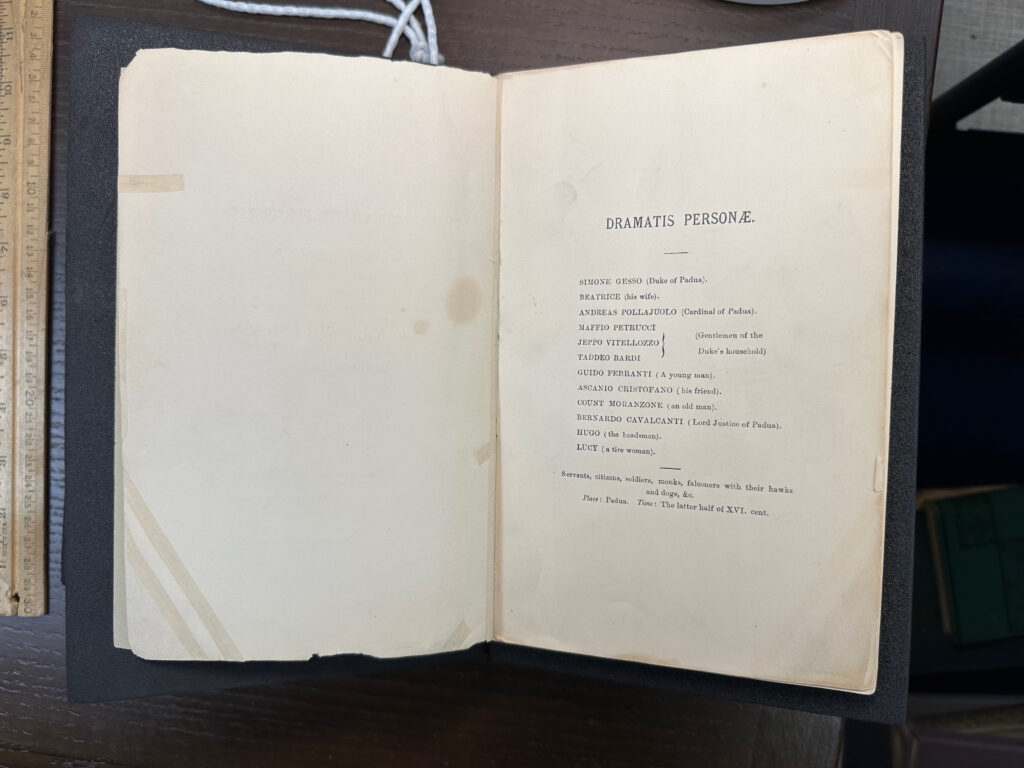 DRAMATIS PERSONÆ.
SIMONE GESSO (Duke of Padua).
BEATRICE (his wife).
ANDREAS POLLAJUOLO (Cardinal of Padua).
MAFFIO PETRUCCI
JEPPO VITELLOZZO
TADDEO BARDI
(Gentlemen of the
Duke's household)
GUIDO FERRANTI (A young man).
ASCANIO CRISTOFANO (his friend).
COUNT MORANZONE (an old man).
BERNARDO CAVALCANTI (Lord Justice of Padua).
HUGO (the headsman).
LUCY (a tire woman).
Servants, citizens, soldiers, monks, falconers with their hawks
and dogs, &c.
Place: Padua. Time: The latter half of XVI. cent.